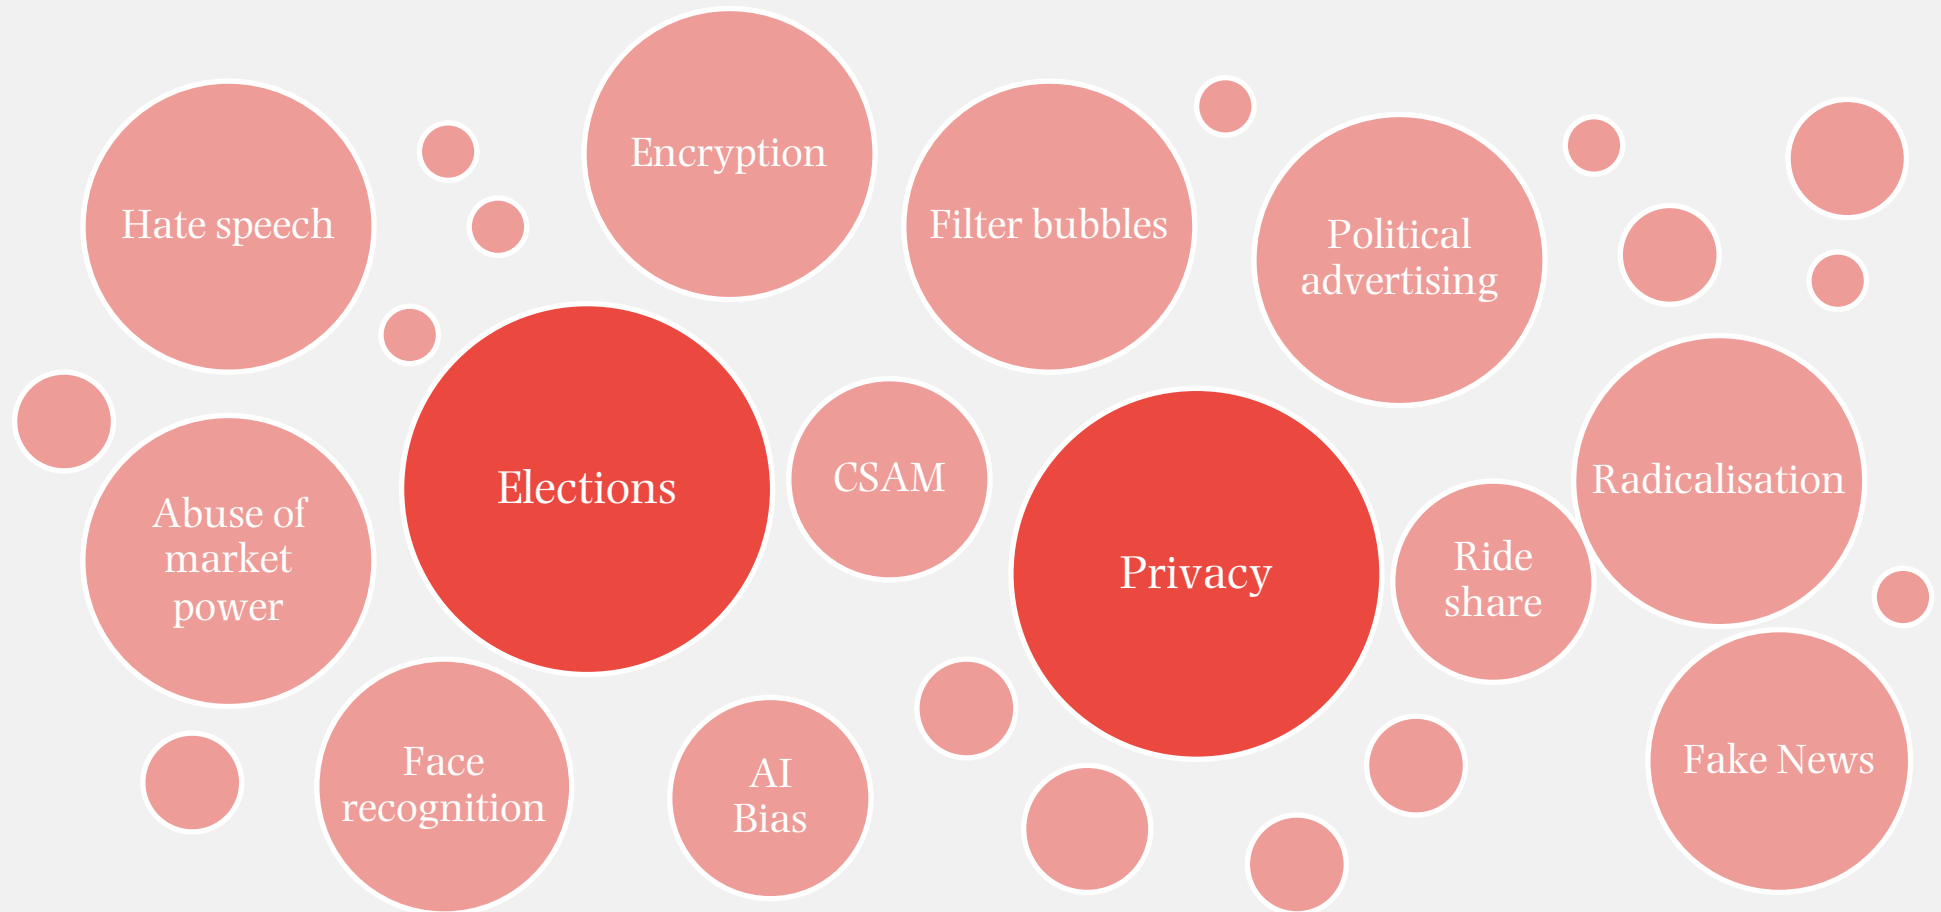 Encryption
Hate speech
Filter bubbles
Political
advertising
Elections
CSAM
Radicalisation
Abuse of
market
power
Privacy
Ride
share
Face
recognition
AI
Bias
Fake News